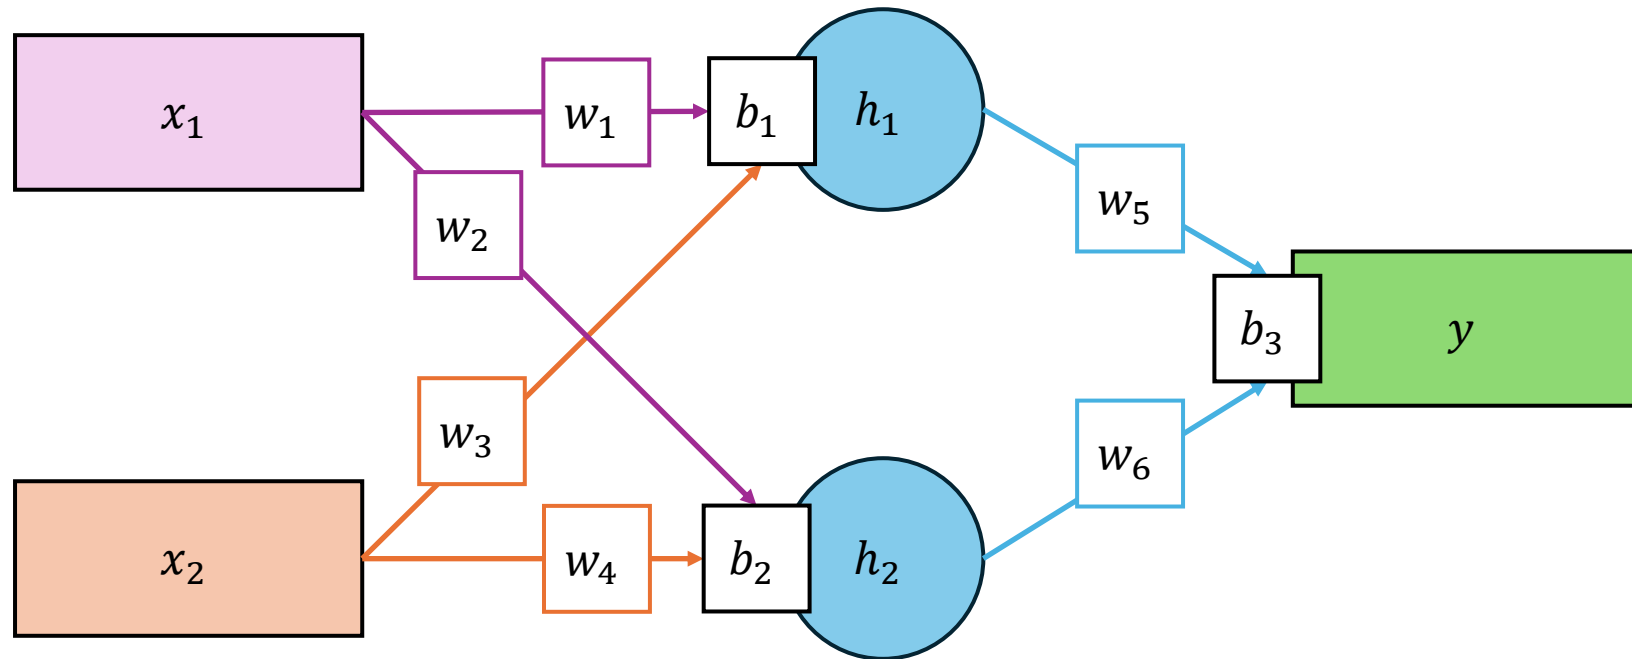 x₁
w₁
b₁
h₁
w₂
w₅
b₃
y
w₃
w₆
x₂
w₄
b₂
h₂